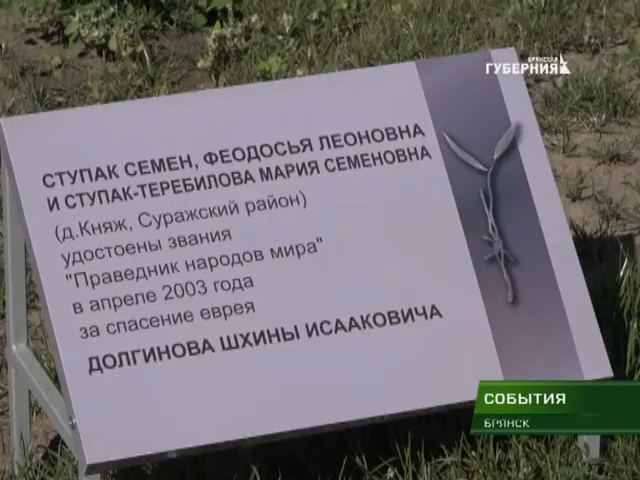 БРЯНСКАЯ
ГУБЕРНИЯ
СТУПАК СЕМЕН, ФЕОДОСЬЯ ЛЕОНОВНА
И СТУПАК-ТЕРЕБИЛОВА МАРИЯ СЕМЕНОВНА
(д.Княж, Суражский район)
удостоены звания
"Праведник народов мира"
в апреле 2003 года
за спасение еврея
ДОЛГИНОВА ШХИНЫ ИСААКОВИЧА
СОБЫТИЯ
БРЯНСК